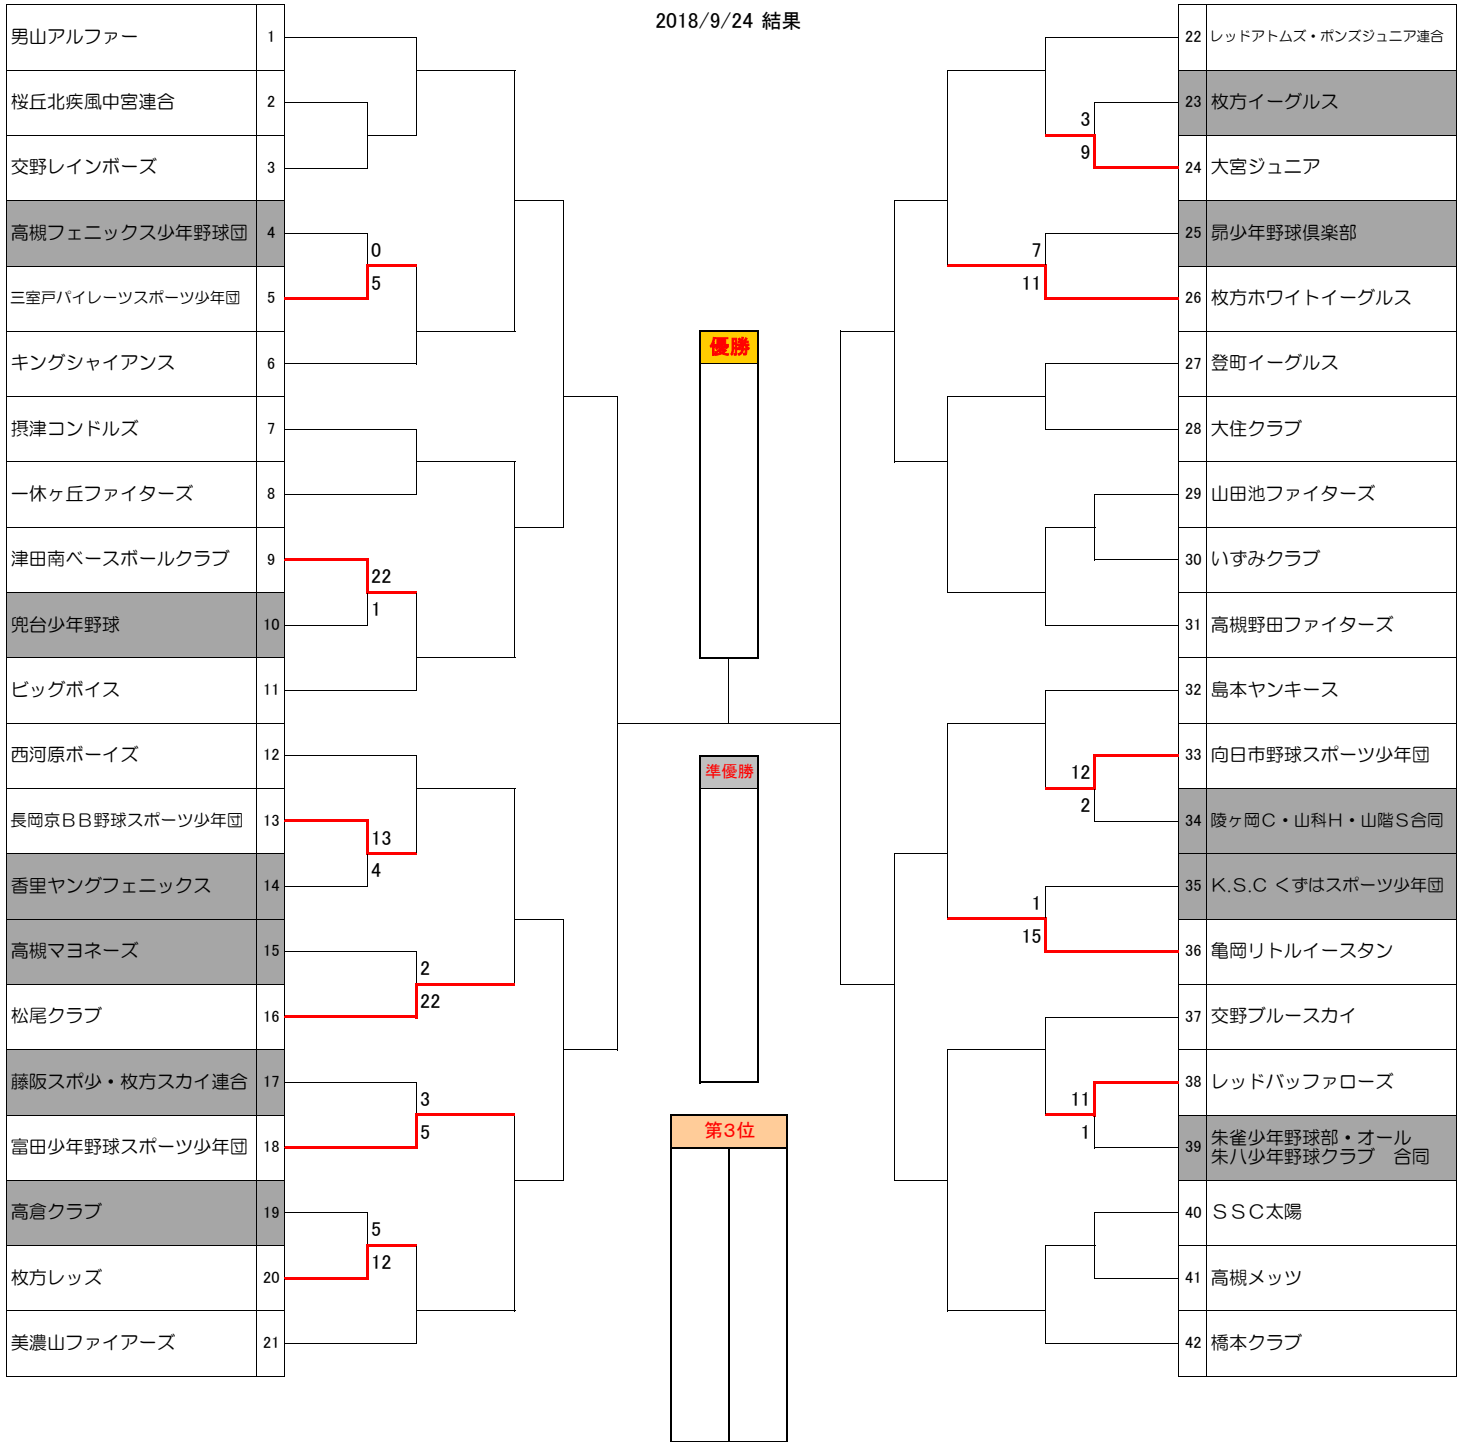 2018/9/24 結果
男山アルファー 1
桜丘北疾風中宮連合 2
交野レインボーズ 3
高槻フェニックス少年野球団 4
0
三室戸パイレーツスポーツ少年団 5
5
キングシャイアンス 6
摂津コンドルズ 7
一休ヶ丘ファイターズ 8
津田南ベースボールクラブ 9
22
兜台少年野球 10
1
ビッグボイス 11
西河原ボーイズ 12
長岡京BB野球スポーツ少年団 13
13
香里ヤングフェニックス 14
4
高槻マヨネーズ 15
2
松尾クラブ 16
22
藤阪スポ少・枚方スカイ連合 17
3
富田少年野球スポーツ少年団 18
5
高倉クラブ 19
5
枚方レッズ 20
12
美濃山ファイアーズ 21
優勝
準優勝
第3位
22 レッドアトムズ・ボンズジュニア連合
23 枚方イーグルス
3
24 大宮ジュニア
9
25 昴少年野球倶楽部
7
26 枚方ホワイトイーグルス
11
27 登町イーグルス
28 大住クラブ
29 山田池ファイターズ
30 いずみクラブ
31 高槻野田ファイターズ
32 島本ヤンキース
33 向日市野球スポーツ少年団
12
34 陵ヶ岡C・山科H・山階S合同
2
35 K.S.C くずはスポーツ少年団
1
36 亀岡リトルイースタン
15
37 交野ブルースカイ
38 レッドバッファローズ
11
39 朱雀少年野球部・オール
朱八少年野球クラブ 合同
1
40 SSC太陽
41 高槻メッツ
42 橋本クラブ